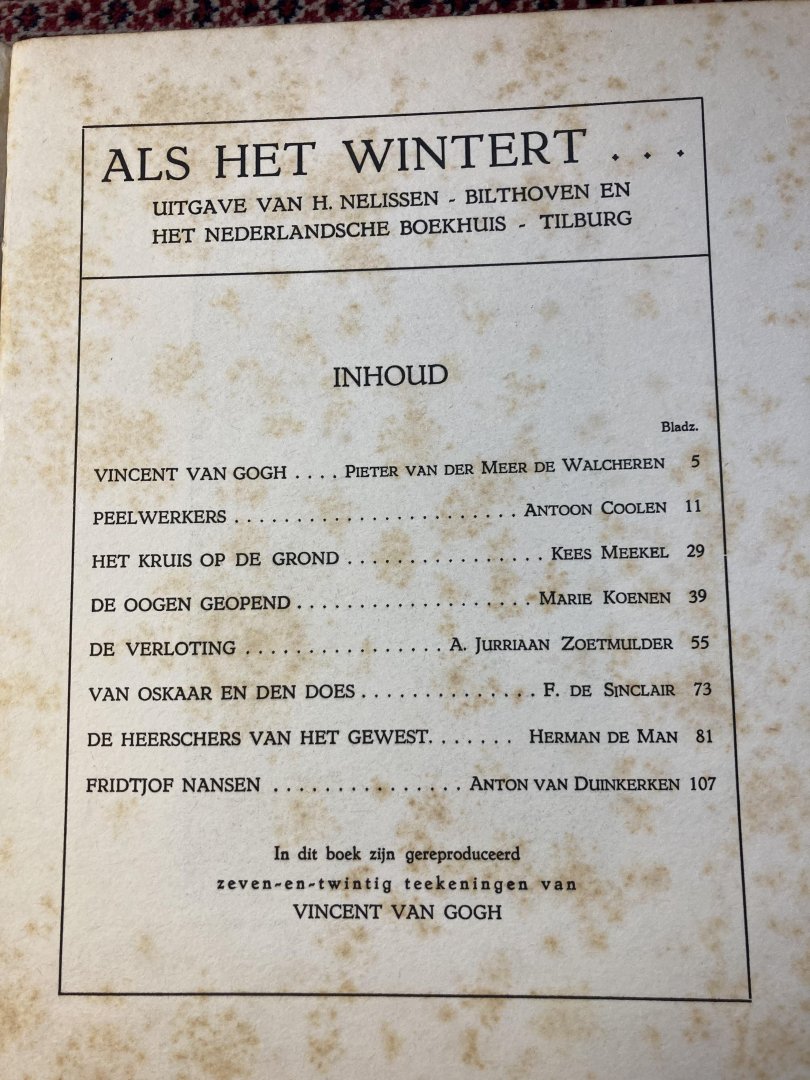 ALS HET WINTERT . . .
UITGAVE VAN H. NELISSEN - BILTHOVEN EN
HET NEDERLANDSCHE BOEKHUIS - TILBURG
INHOUD
Bladz.
VINCENT VAN GOGH . . . . PIETER VAN DER MEER DE WALCHEREN 5
PEELWERKERS . . . . . . . . . . . . . . . . . . . . . . . ANTOON COOLEN 11
HET KRUIS OP DE GROND . . . . . . . . . . . . . . . . KEES MEEKEL 29
DE OOGEN GEOPEND . . . . . . . . . . . . . . . . . . . MARIE KOENEN 39
DE VERLOTING . . . . . . . . . . . . . . . . A. JURRIAAN ZOETMULDER 55
VAN OSKAAR EN DEN DOES . . . . . . . . . . . . . . F. DE SINCLAIR 73
DE HEERSCHERS VAN HET GEWEST. . . . . . . HERMAN DE MAN 81
FRIDTJOF NANSEN . . . . . . . . . . . . . . . ANTON VAN DUINKERKEN 107
In dit boek zijn gereproduceerd
zeven-en-twintig teekeningen van
VINCENT VAN GOGH